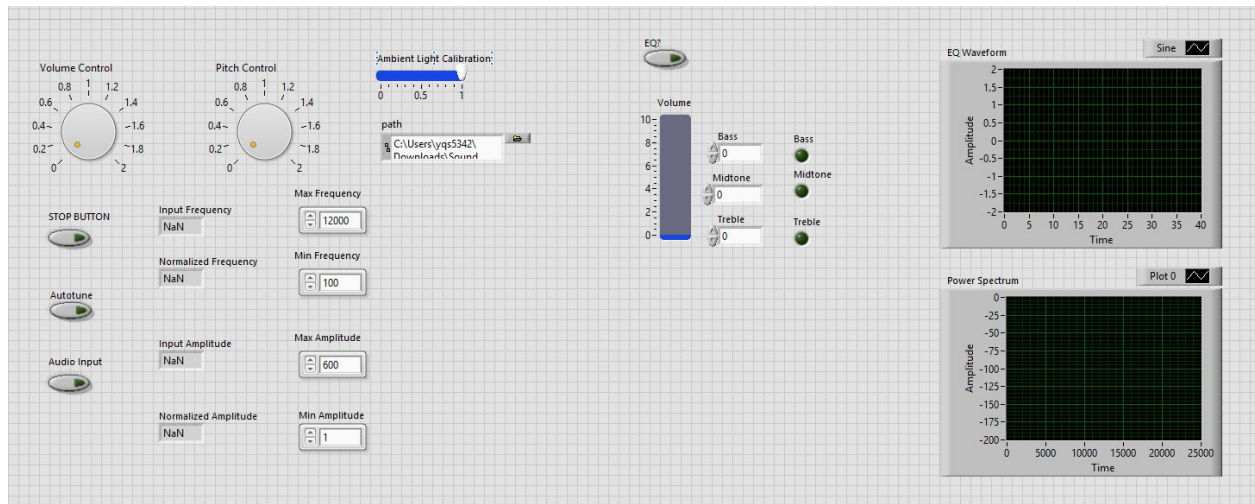 Volume Control
0 0.2 0.4 0.6 0.8 1 1.2 1.4 1.6 1.8 2
Pitch Control
0 0.2 0.4 0.6 0.8 1 1.2 1.4 1.6 1.8 2
Ambient Light Calibration
0 0.5 1
path
C:\Users\yqs5342\
Downloads\Sound
STOP BUTTON
Autotune
Audio Input
Input Frequency
NaN
Normalized Frequency
NaN
Input Amplitude
NaN
Normalized Amplitude
NaN
Max Frequency
12000
Min Frequency
100
Max Amplitude
600
Min Amplitude
1
EQ?
Volume
10
8
6
4
2
0
Bass
0
Midtone
0
Treble
0
Bass
Midtone
Treble
EQ Waveform
Sine
Amplitude
2
1.5
1
0.5
0
-0.5
-1
-1.5
-2
0 5 10 15 20 25 30 35 40
Time
Power Spectrum
Plot 0
Amplitude
0
-25
-50
-75
-100
-125
-150
-175
-200
0 5000 10000 15000 20000 25000
Time